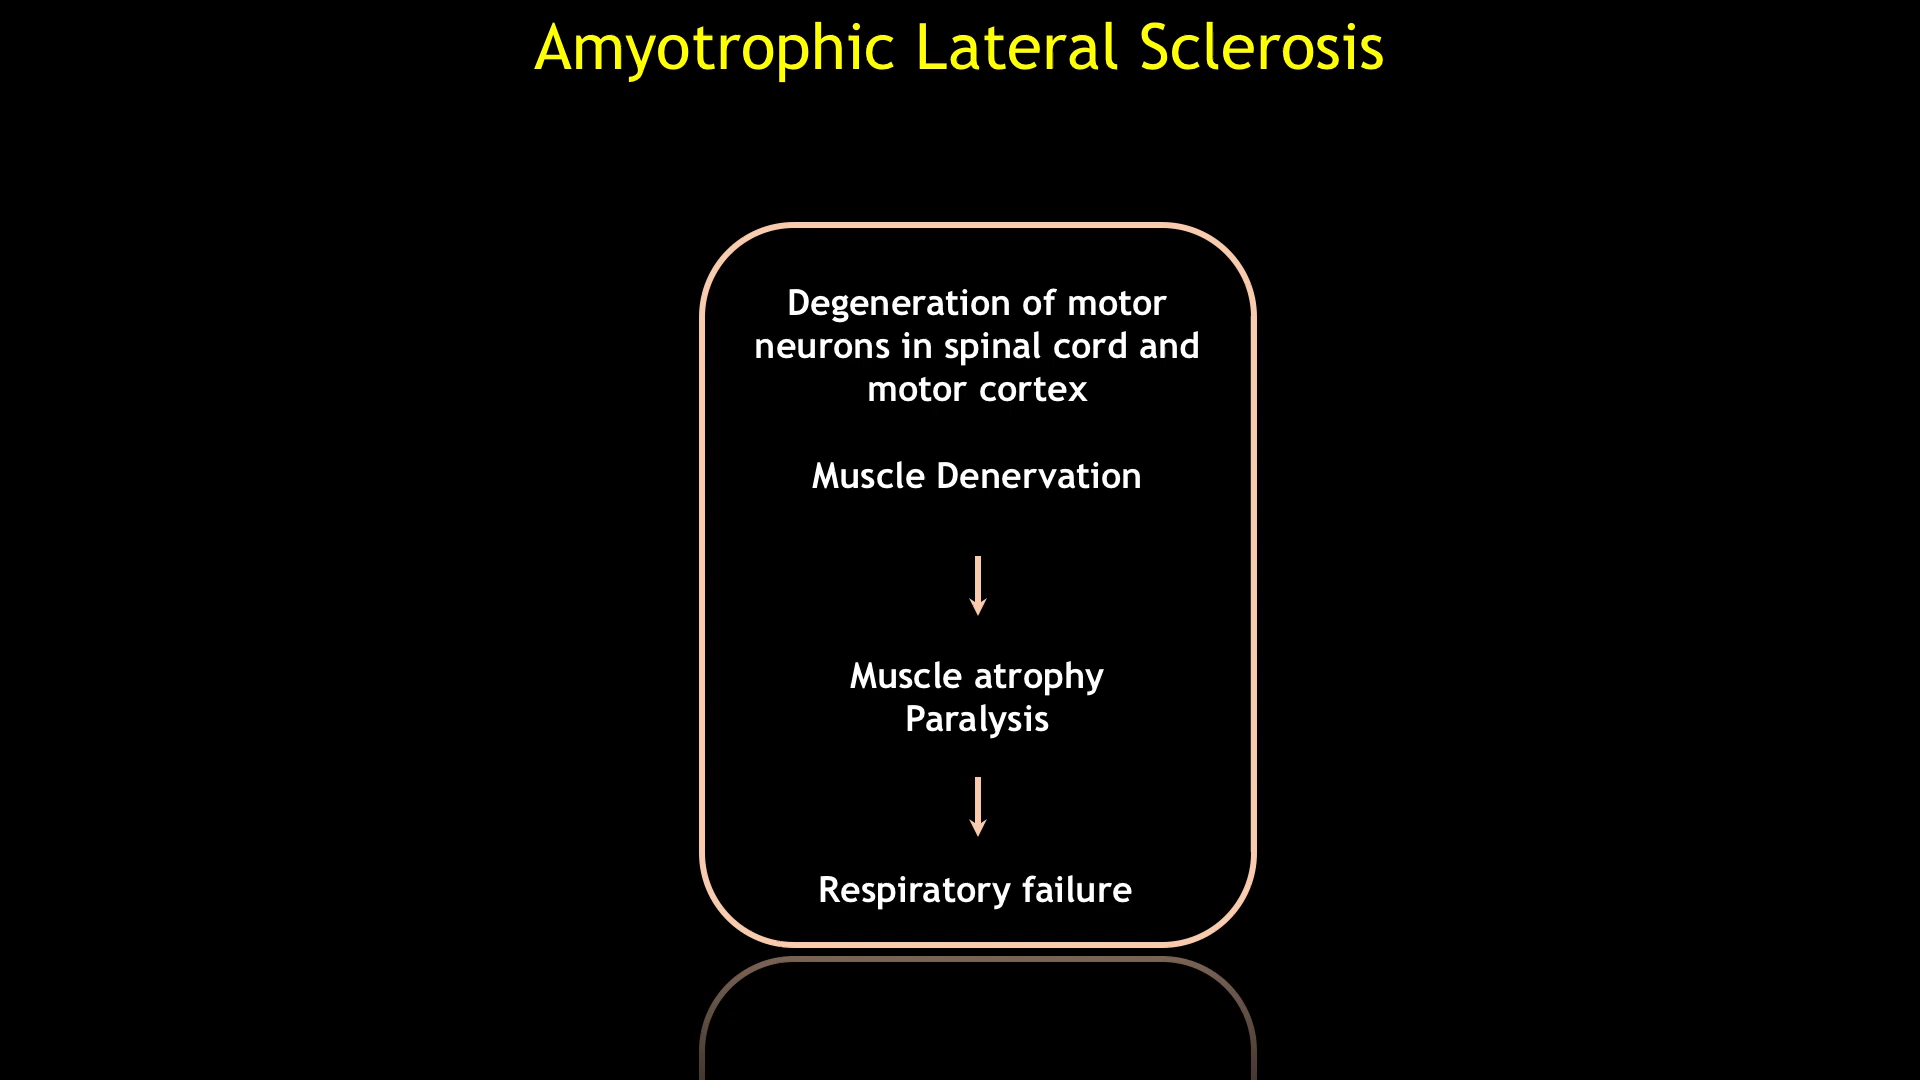 Amyotrophic Lateral Sclerosis
Degeneration of motor
neurons in spinal cord and
motor cortex
Muscle Denervation
Muscle atrophy
Paralysis
Respiratory failure